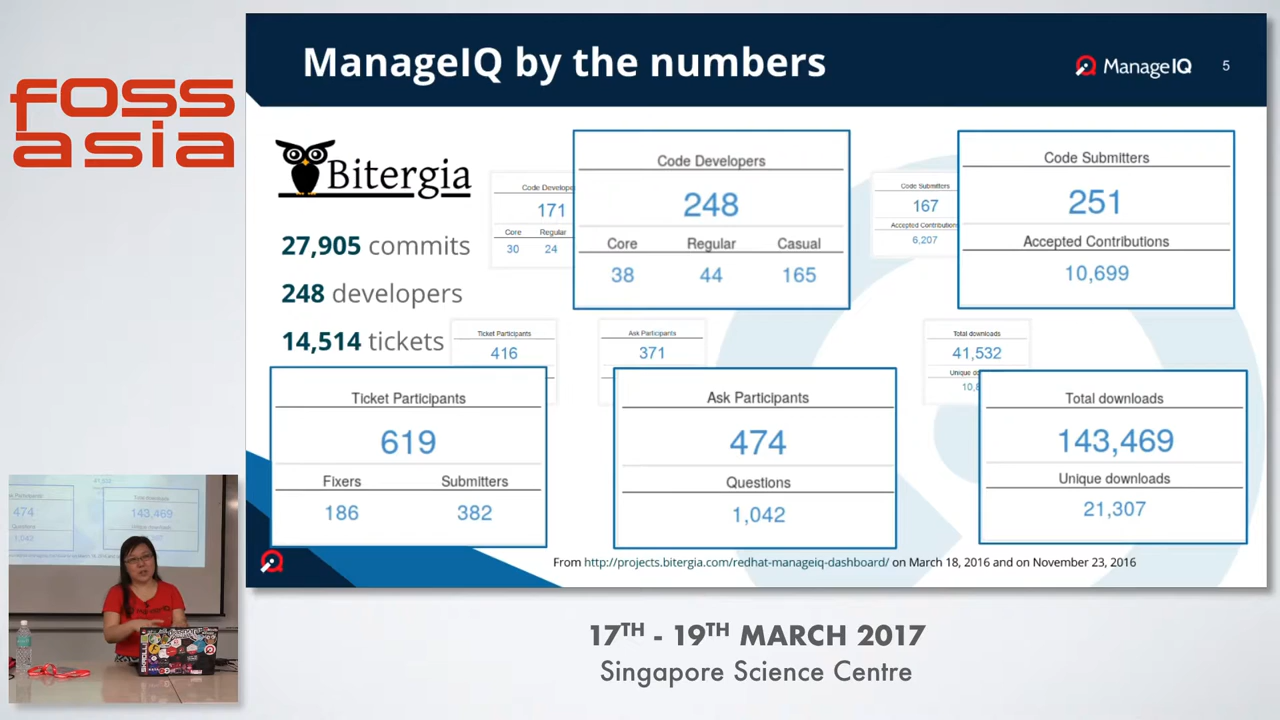 foss
asia
ManageIQ by the numbers
ManageIQ
5
Bitergia
27,905 commits
248 developers
14,514 tickets
171
Core Regular
30 24
Code Developers
248
Core Regular Casual
38 44 165
Code Submitters
167
6,207
Code Submitters
251
Accepted Contributions
10,699
Ticket Participants
416
Ask Participants
371
Total downloads
41,532
Ticket Participants
619
Fixers Submitters
186 382
Ask Participants
474
Questions
1,042
Total downloads
143,469
Unique downloads
21,307
From http://projects.bitergia.com/redhat-manageiq-dashboard/ on March 18, 2016 and on November 23, 2016
474
143,469
1,042
17TH - 19TH MARCH 2017
Singapore Science Centre